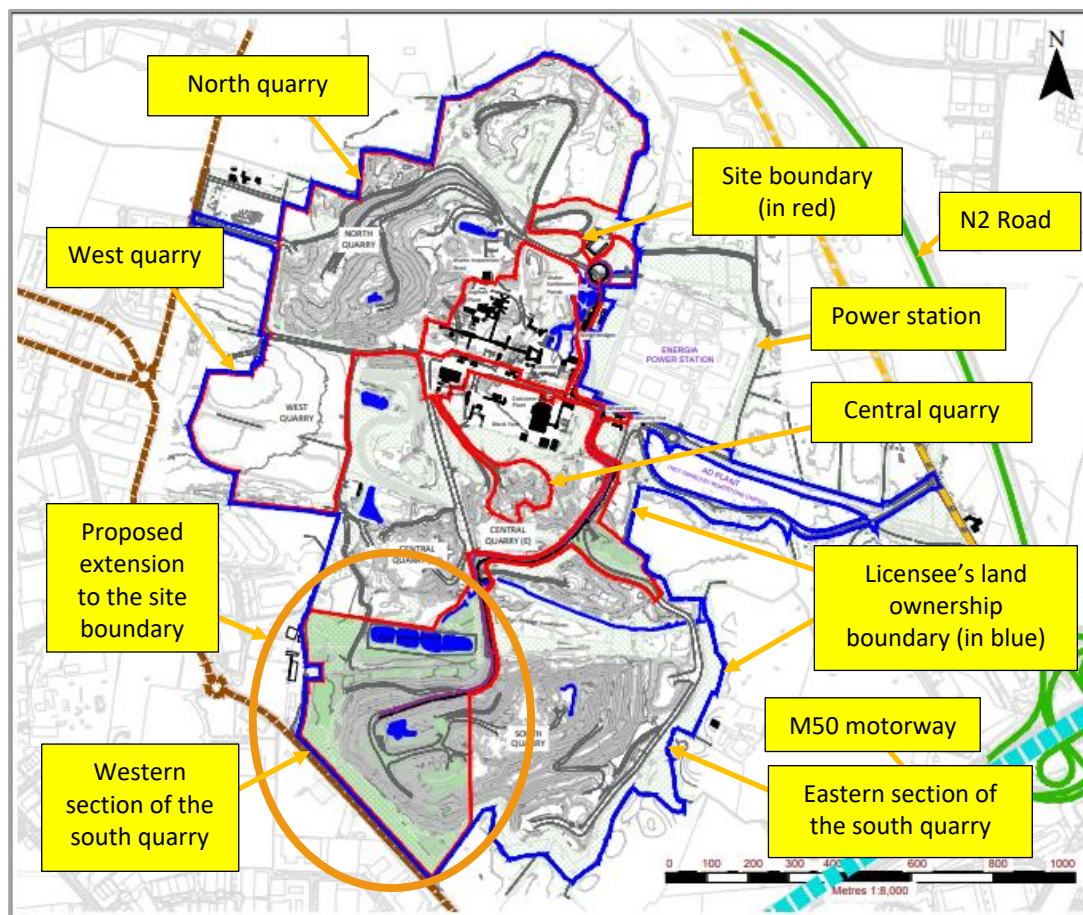 N
North quarry
Site boundary
(in red)
N2 Road
West quarry
NORTH
QUARRY
Power station
ENERGIA
POWER STATION
Central quarry
WEST
QUARRY
AD PLANT
Proposed
extension
to the site
boundary
CENTRAL
QUARRY (E)
CENTRAL
QUARRY
Licensee's land
ownership
boundary (in blue)
M50 motorway
SOUTH
QUARRY
Western
section of the
south quarry
Eastern section of
the south quarry
0 100 200 300 400 600 800 1000
Metres 1:8,000